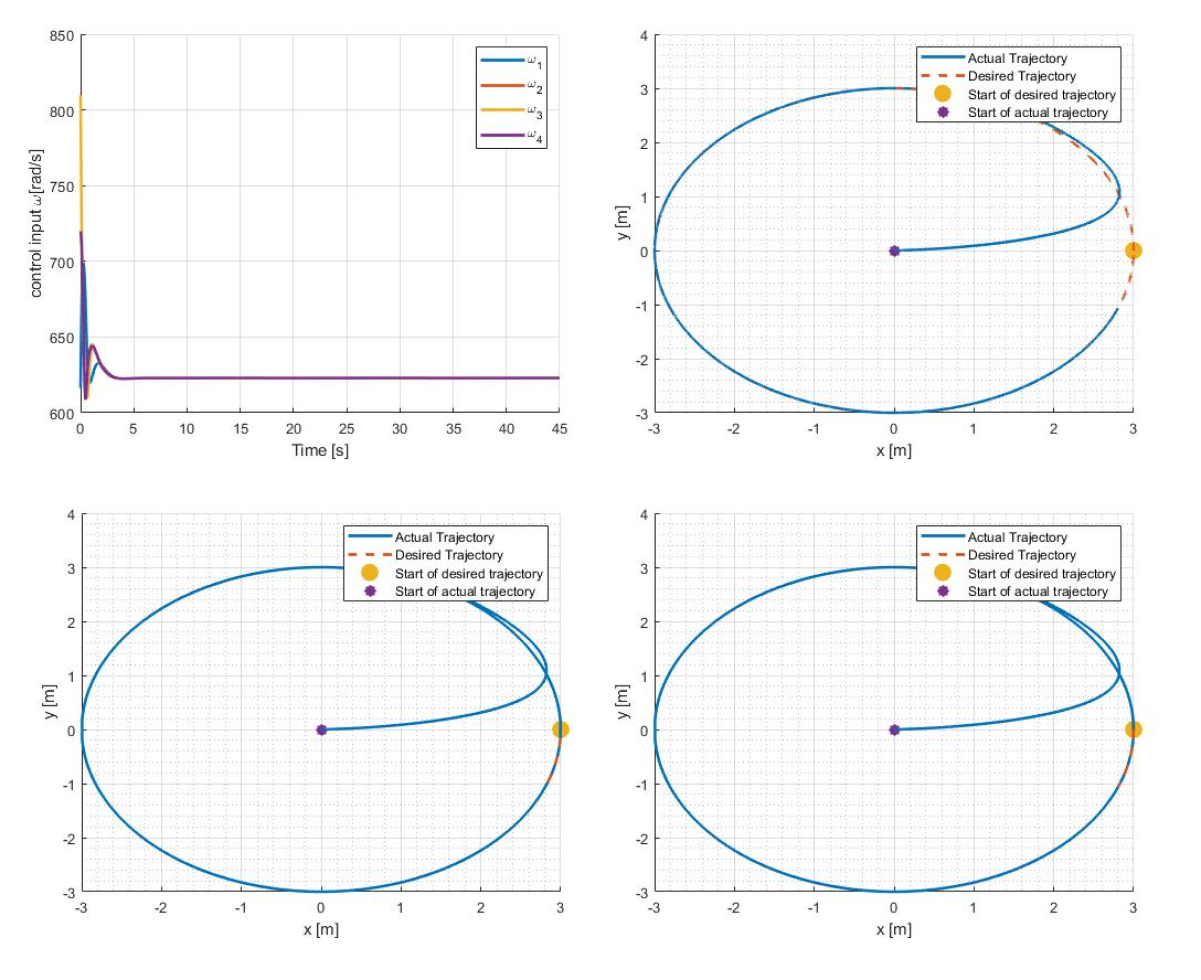 850
800
750
700
650
600
control input ω[rad/s]
ω1
ω2
ω3
ω4
0 5 10 15 20 25 30 35 40 45
Time [s]
4
3
2
1
0
-1
-2
-3
y [m]
Actual Trajectory
Desired Trajectory
Start of desired trajectory
Start of actual trajectory
-3 -2 -1 0 1 2 3
x [m]
4
3
2
1
0
-1
-2
-3
y [m]
Actual Trajectory
Desired Trajectory
Start of desired trajectory
Start of actual trajectory
-3 -2 -1 0 1 2 3
x [m]
4
3
2
1
0
-1
-2
-3
y [m]
Actual Trajectory
Desired Trajectory
Start of desired trajectory
Start of actual trajectory
-3 -2 -1 0 1 2 3
x [m]